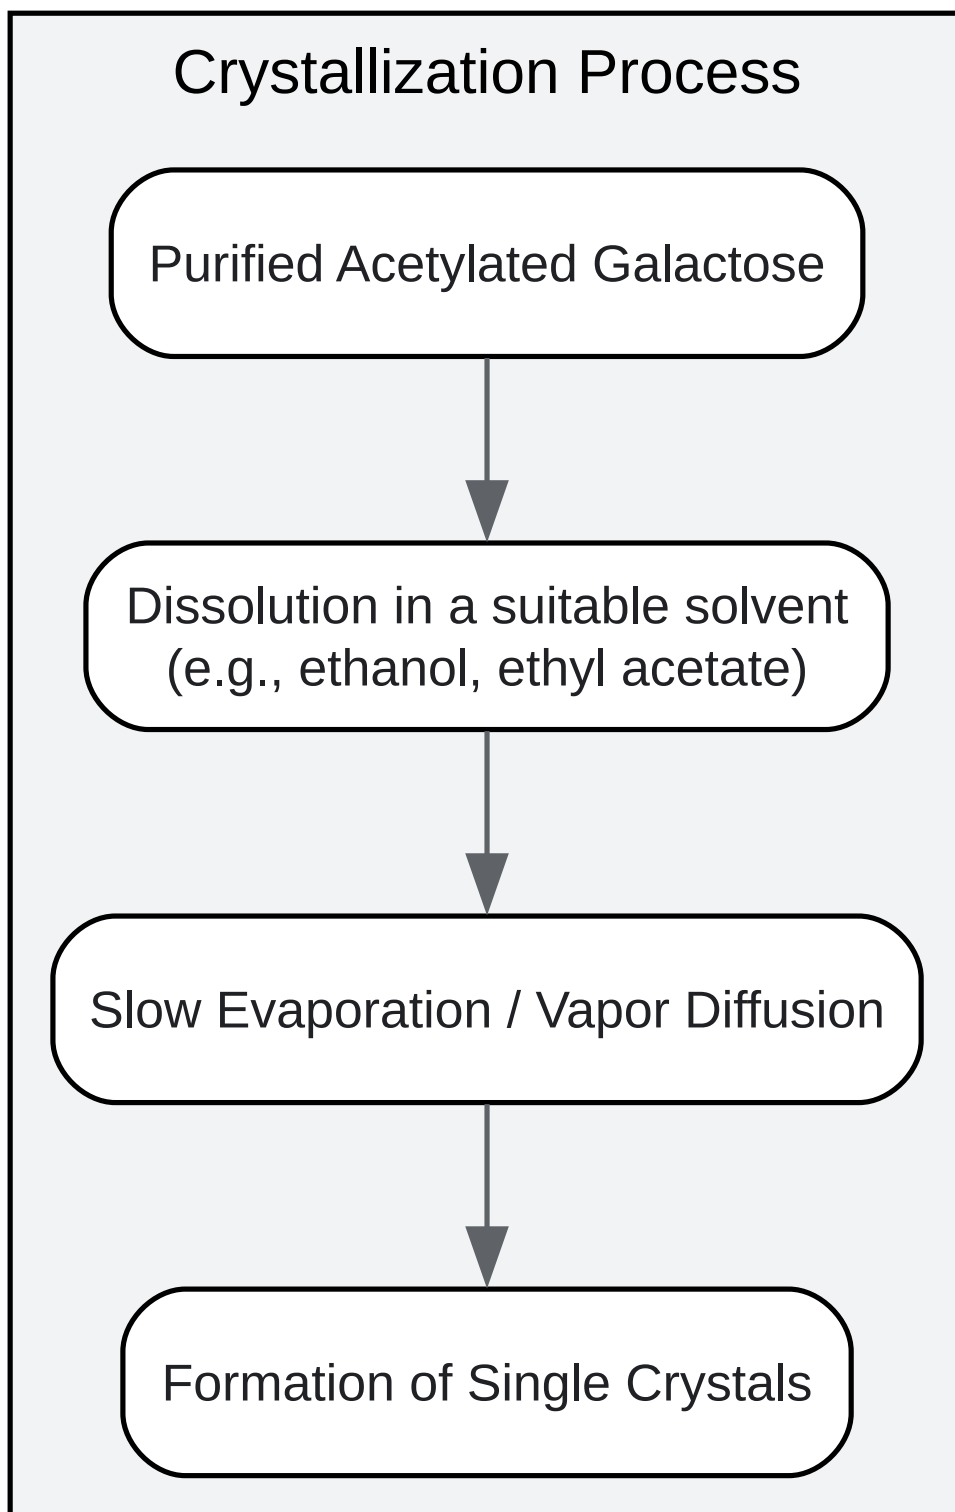 Crystallization Process
Purified Acetylated Galactose
Dissolution in a suitable solvent
(e.g., ethanol, ethyl acetate)
Slow Evaporation / Vapor Diffusion
Formation of Single Crystals